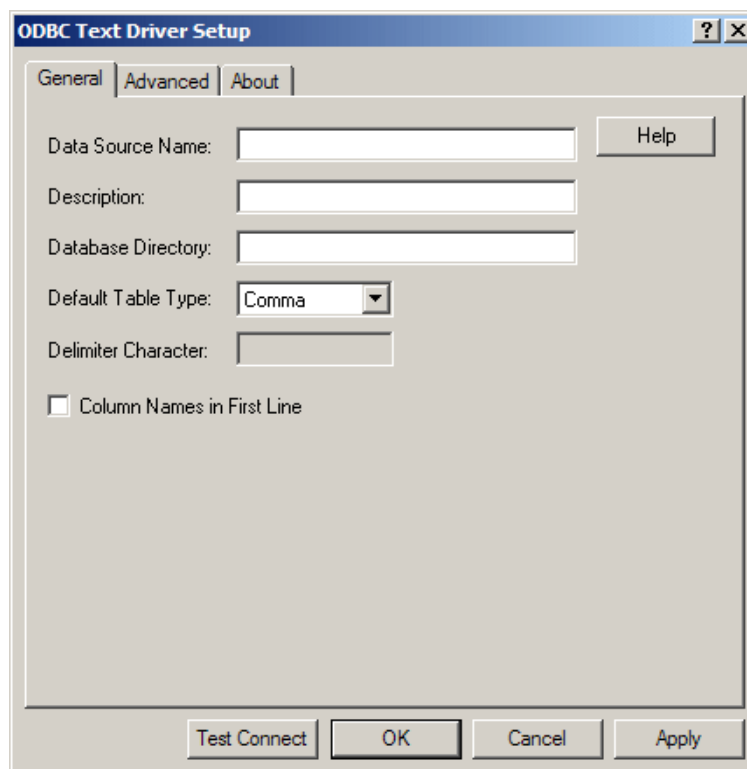 ODBC Text Driver Setup
General Advanced About
Data Source Name: Help
Description:
Database Directory:
Default Table Type: Comma
Delimiter Character:
Column Names in First Line
Test Connect OK Cancel Apply